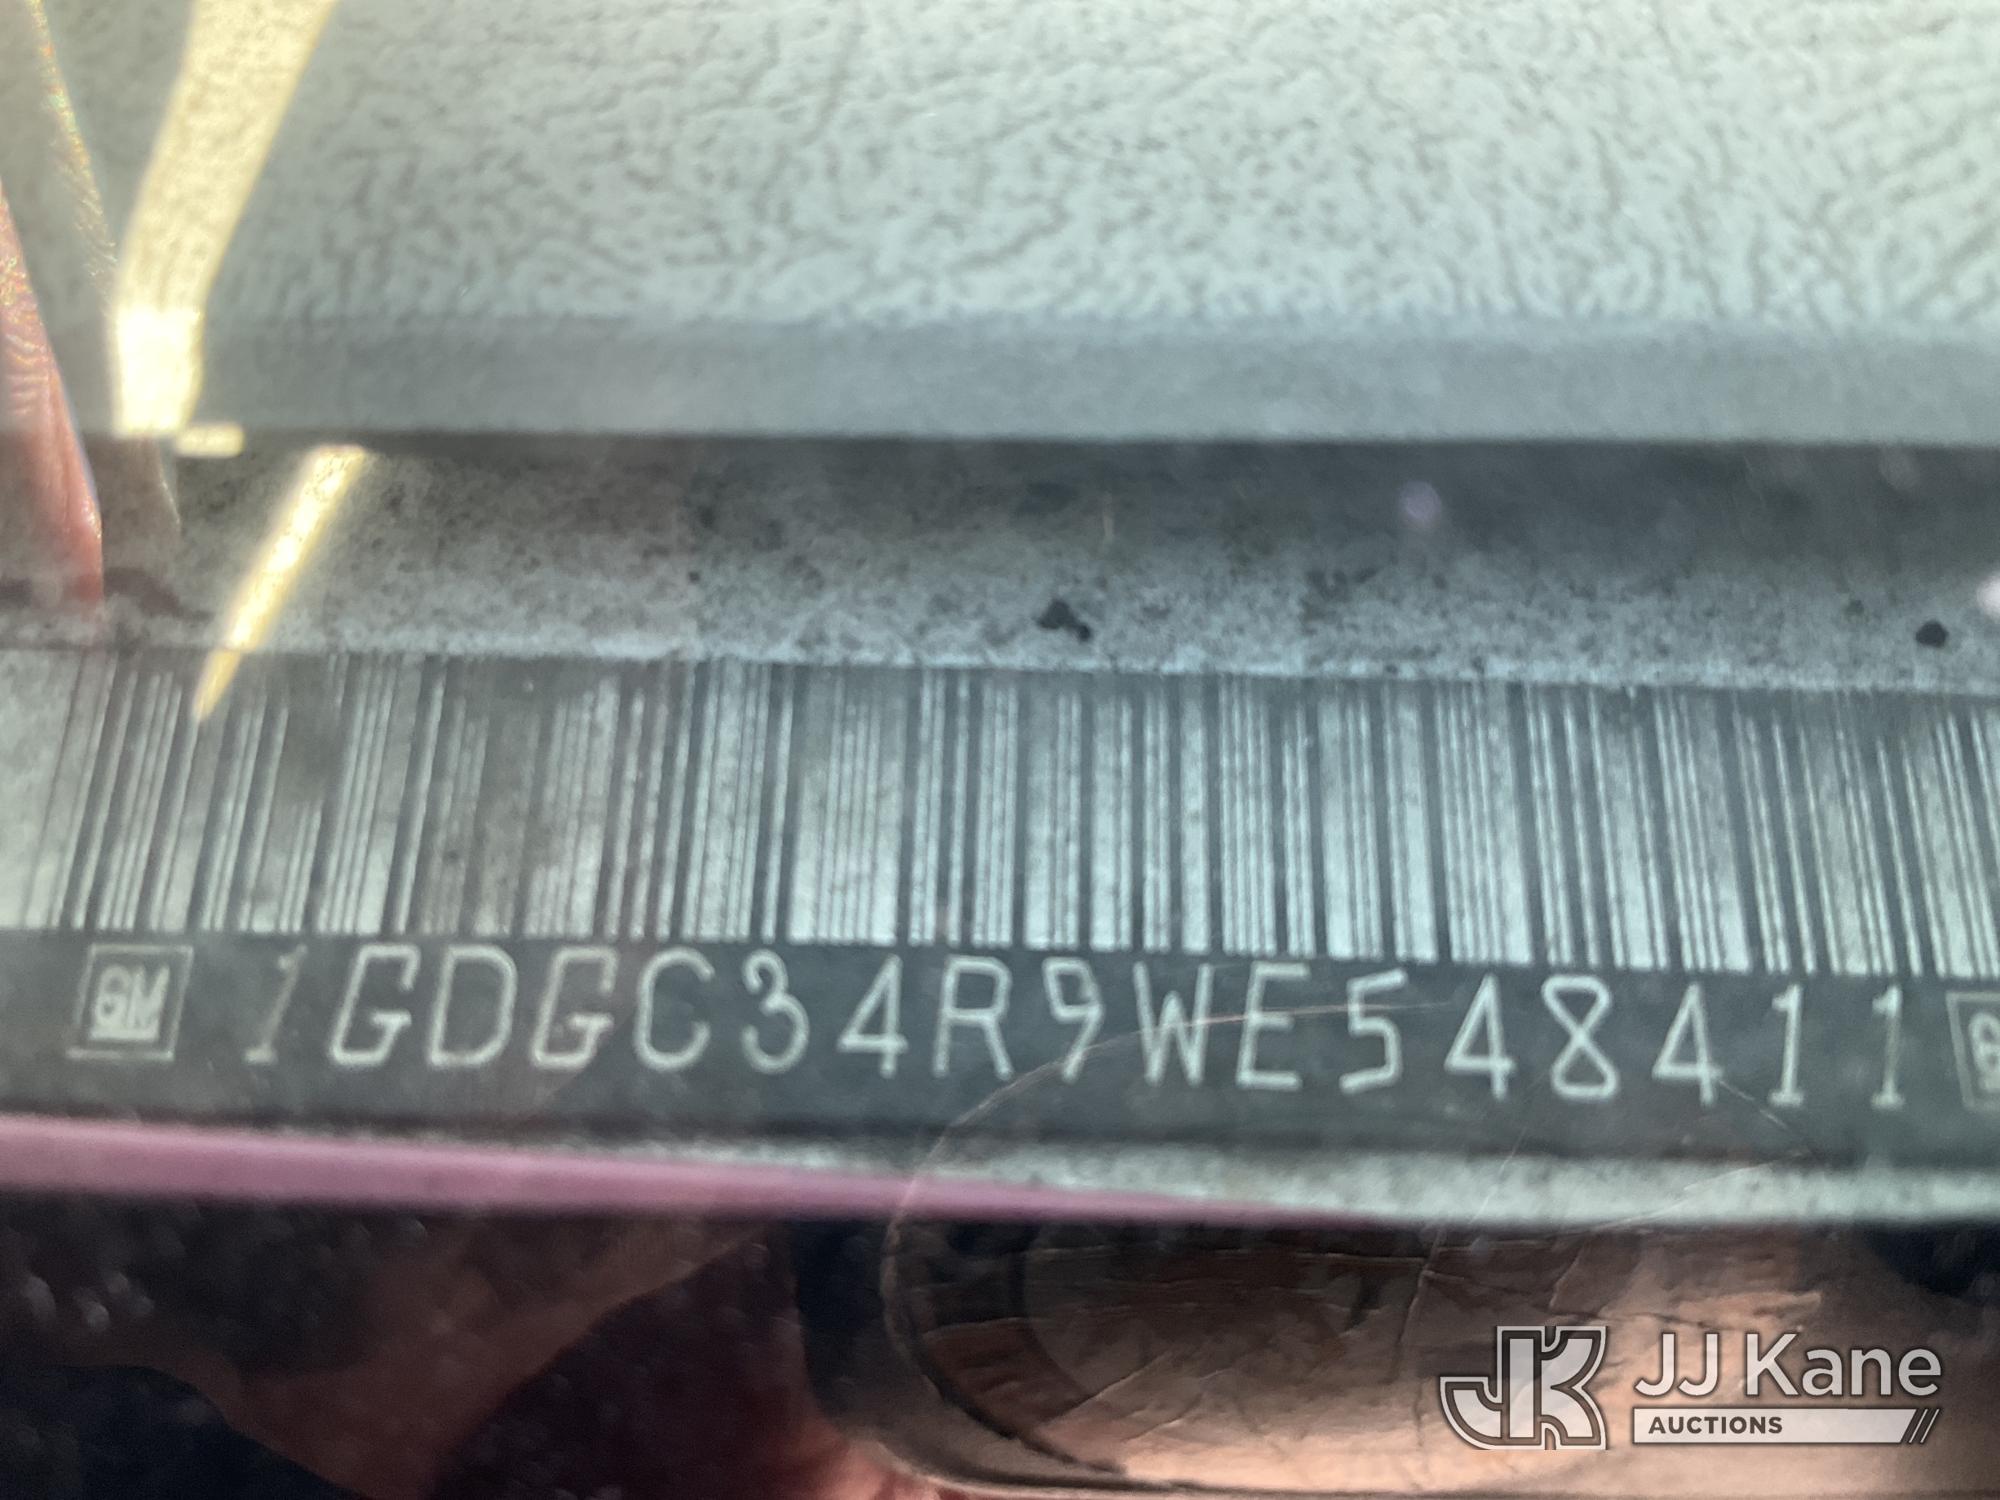 GM 1GDGC34R9WE548411
JJ Kane
AUCTIONS